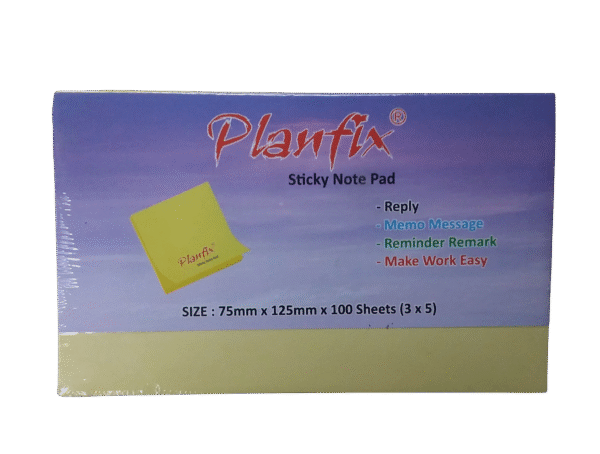 Planfix®
Sticky Note Pad
- Reply
- Memo Message
- Reminder Remark
- Make Work Easy
Planfix
SIZE : 75mm x 125mm x 100 Sheets (3 x 5)